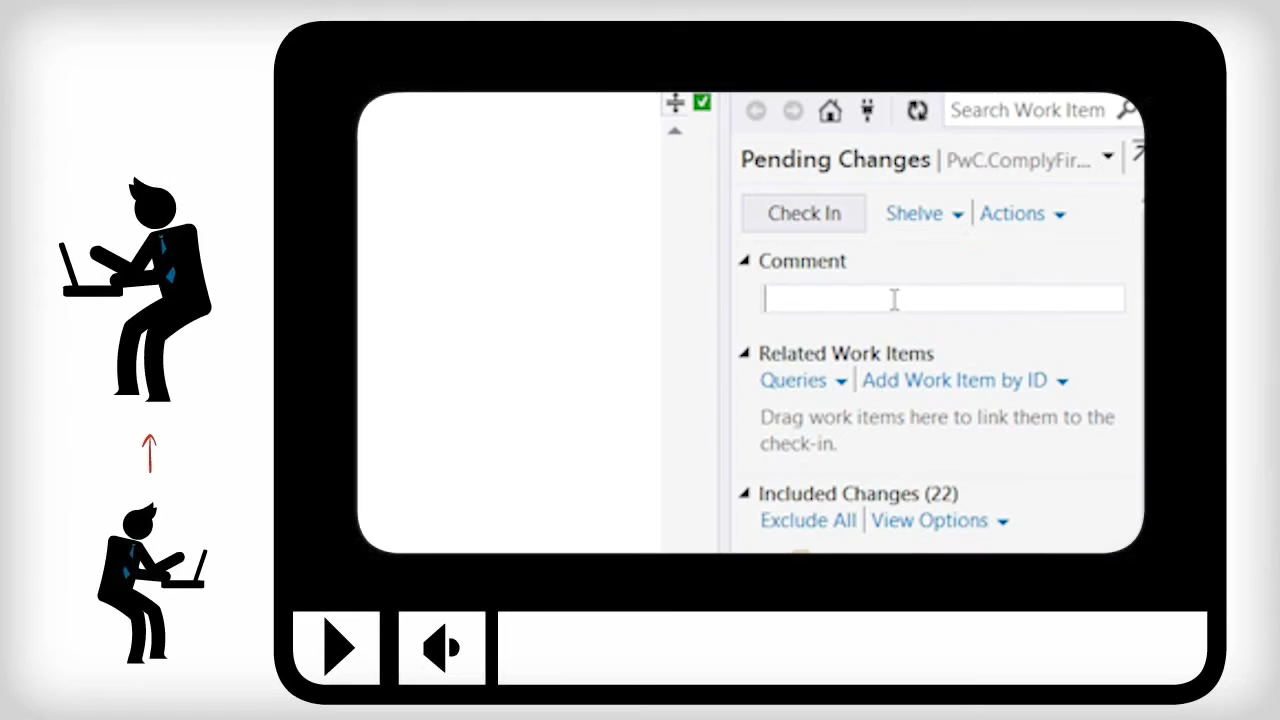 Search Work Item
Pending Changes | PwC.ComplyFir...
Check In Shelve Actions
Comment
Related Work Items
Queries Add Work Item by ID
Drag work items here to link them to the
check-in.
Included Changes (22)
Exclude All View Options